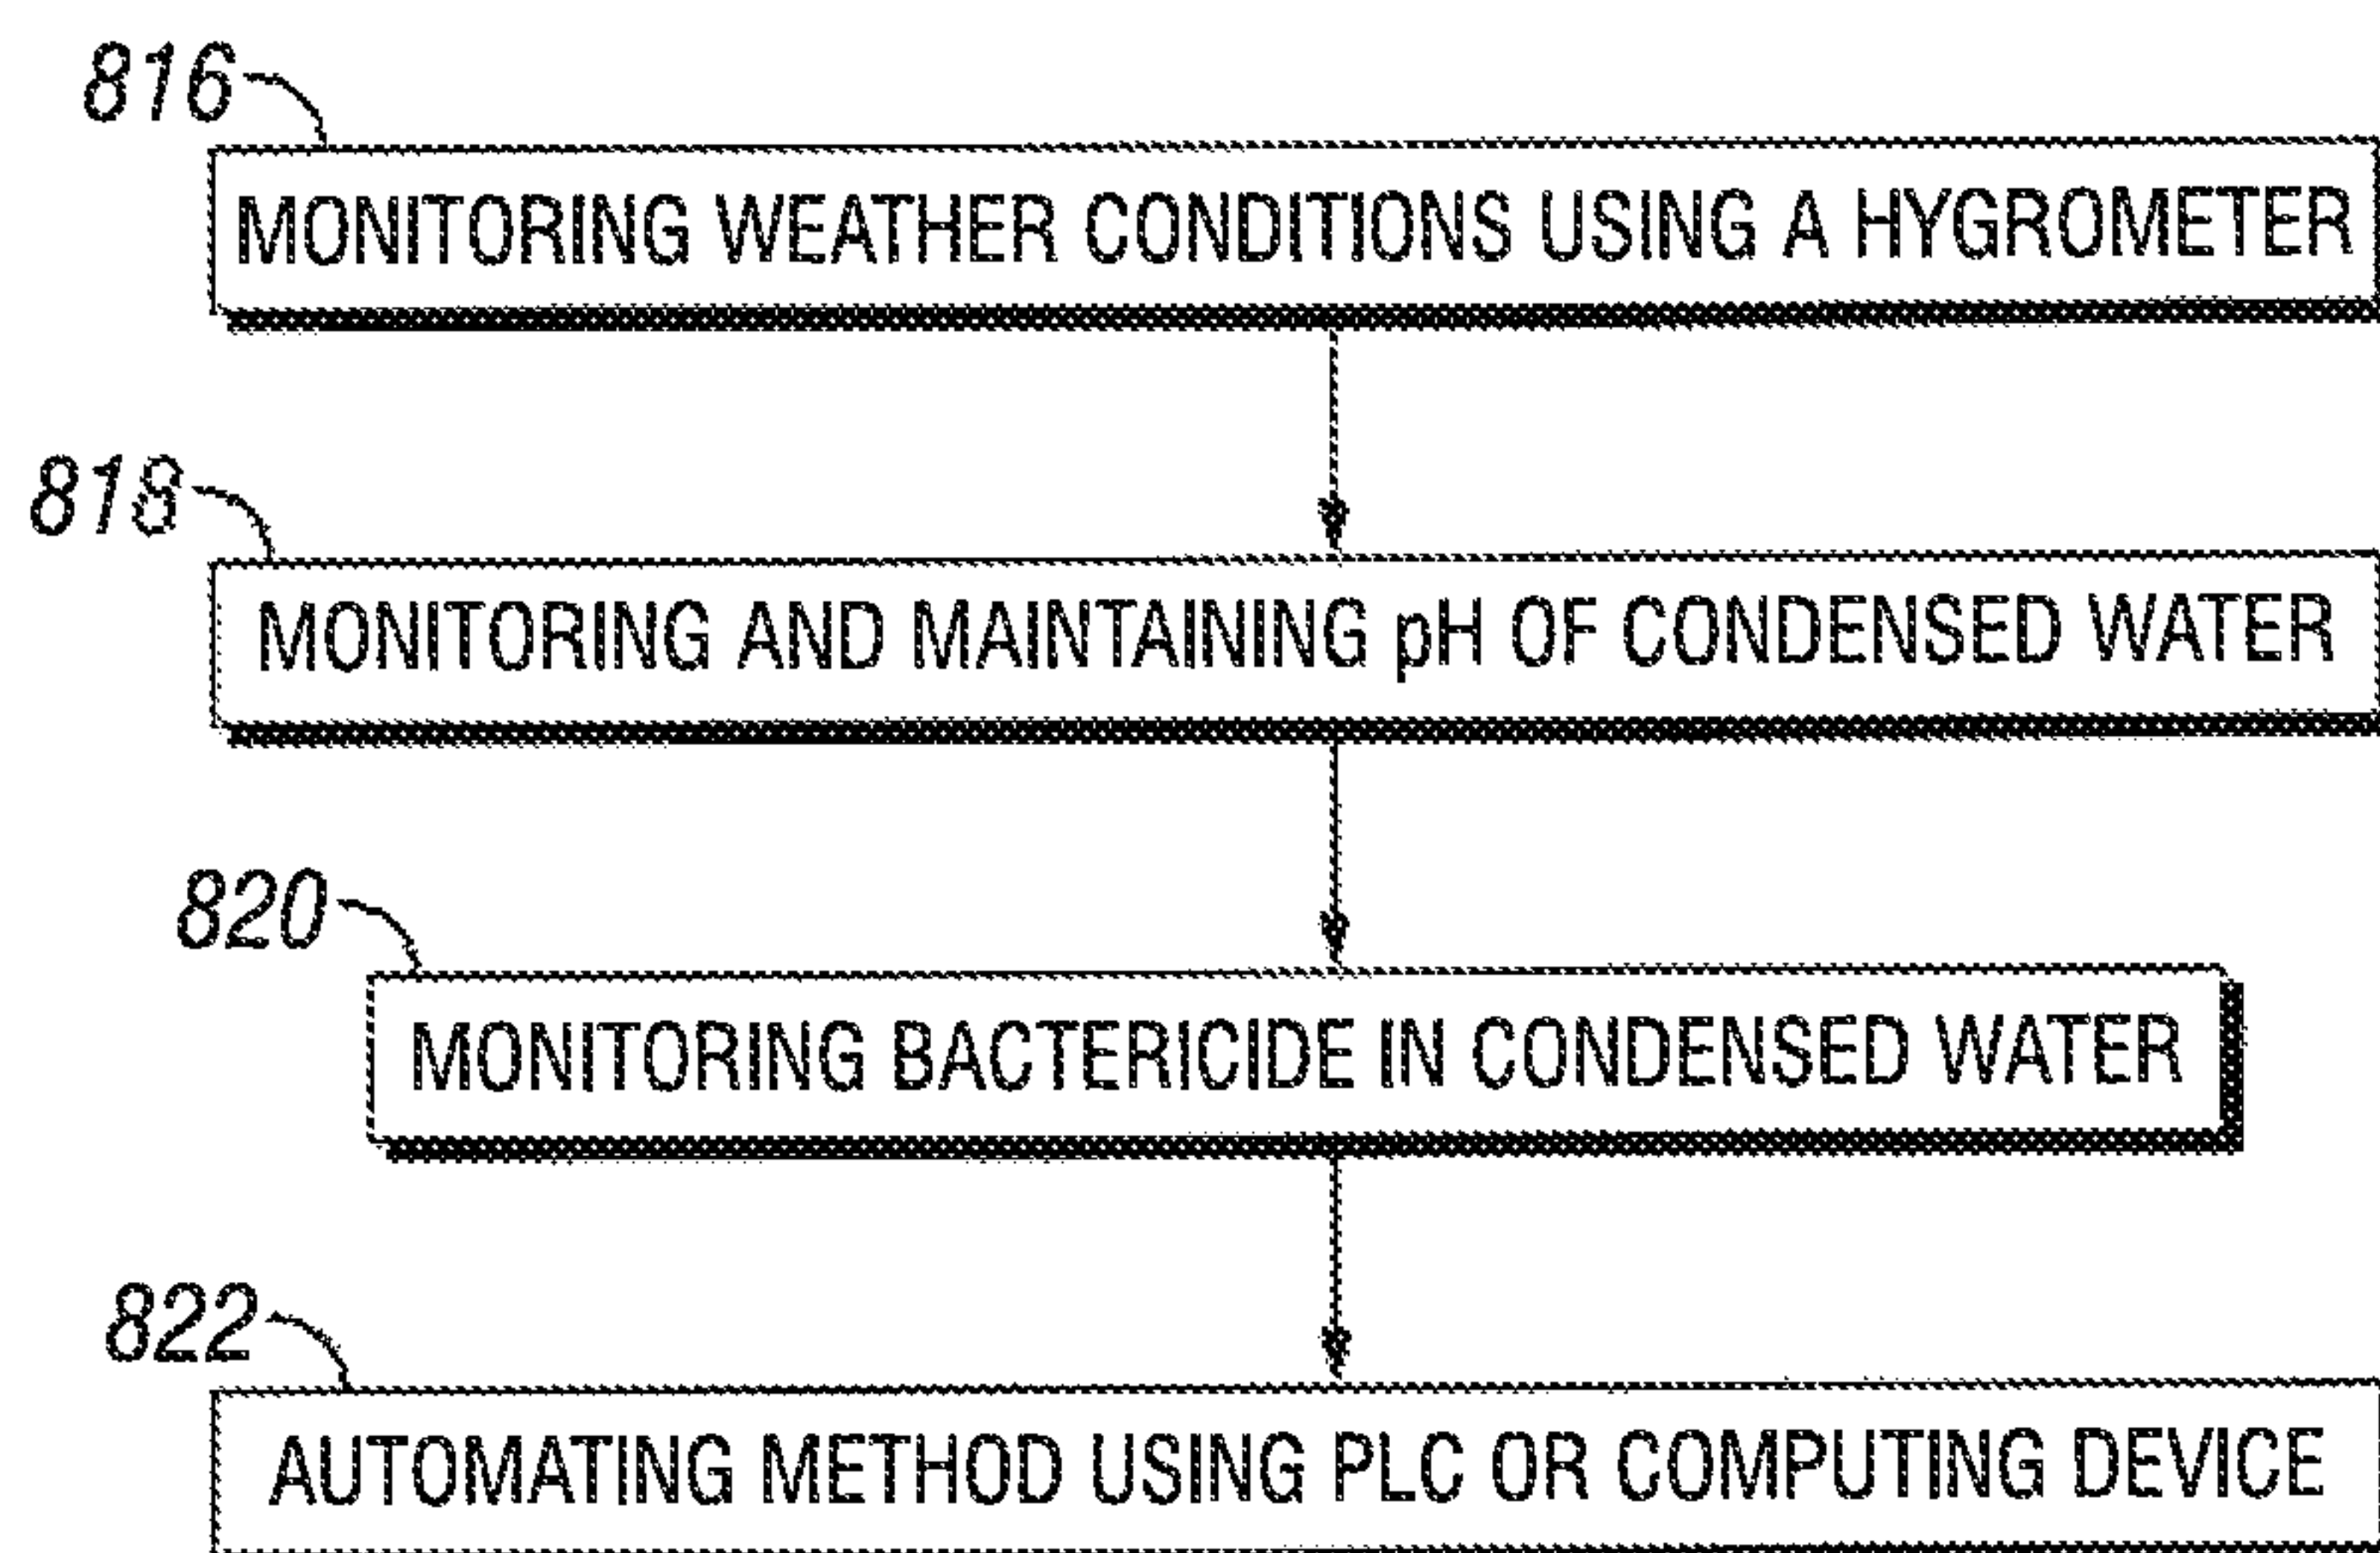 816
MONITORING WEATHER CONDITIONS USING A HYGROMETER
818
MONITORING AND MAINTAINING pH OF CONDENSED WATER
820
MONITORING BACTERICIDE IN CONDENSED WATER
822
AUTOMATING METHOD USING PLC OR COMPUTING DEVICE